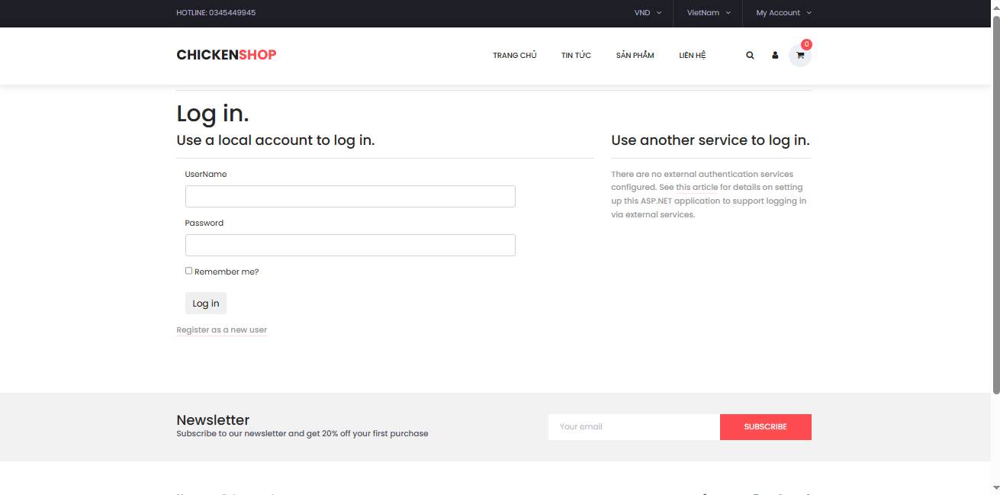 HOTLINE: 0345449945
VND
VietNam
My Account
CHICKENSHOP
TRANG CHỦ
TIN TỨC
SẢN PHẨM
LIÊN HỆ
0
Log in.
Use a local account to log in.
UserName
Password
Remember me?
Log in
Register as a new user
Use another service to log in.
There are no external authentication services
configured. See this article for details on setting
up this ASP.NET application to support logging in
via external services.
Newsletter
Subscribe to our newsletter and get 20% off your first purchase
Your email
SUBSCRIBE